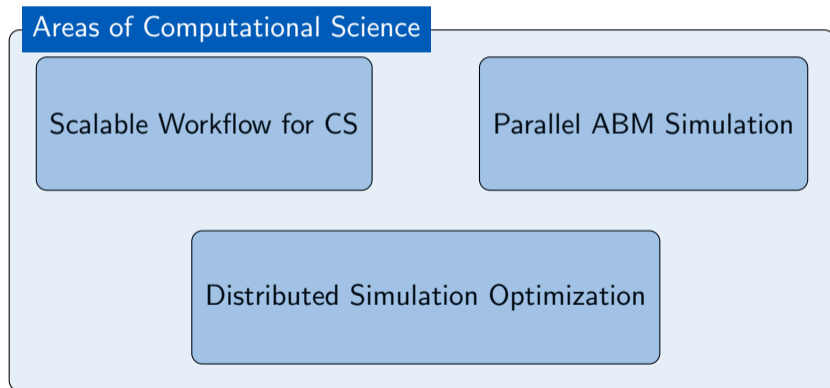 Areas of Computational Science
Scalable Workflow for CS
Parallel ABM Simulation
Distributed Simulation Optimization